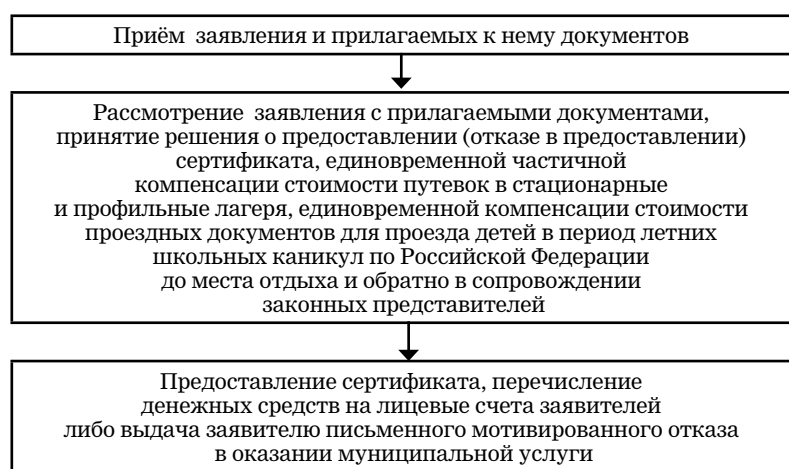 Приём заявления и прилагаемых к нему документов
Рассмотрение заявления с прилагаемыми документами,
принятие решения о предоставлении (отказе в предоставлении)
сертификата, единовременной частичной
компенсации стоимости путевок в стационарные
и профильные лагеря, единовременной компенсации стоимости
проездных документов для проезда детей в период летних
школьных каникул по Российской Федерации
до места отдыха и обратно в сопровождении
законных представителей
Предоставление сертификата, перечисление
денежных средств на лицевые счета заявителей
либо выдача заявителю письменного мотивированного отказа
в оказании муниципальной услуги